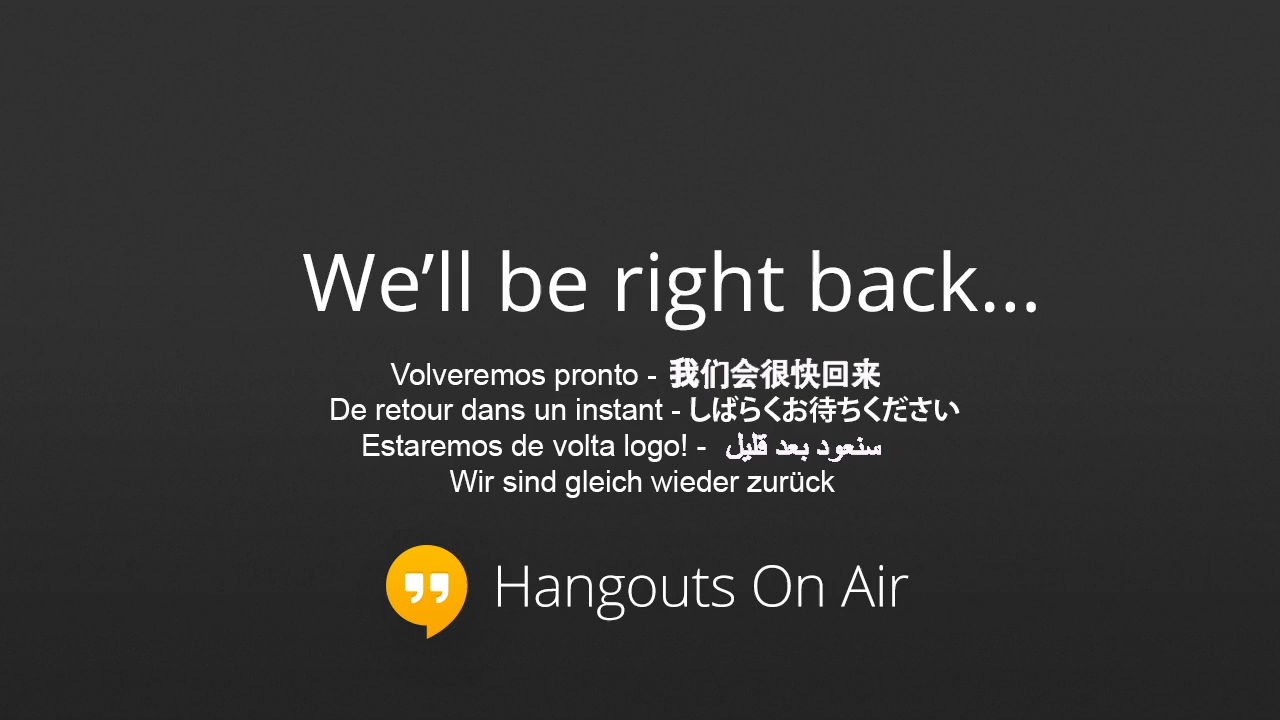 We’ll be right back...
Volveremos pronto - 我们会很快回来
De retour dans un instant - しばらくお待ちください
Estaremos de volta logo! - سنعود بعد قليل
Wir sind gleich wieder zurück
Hangouts On Air